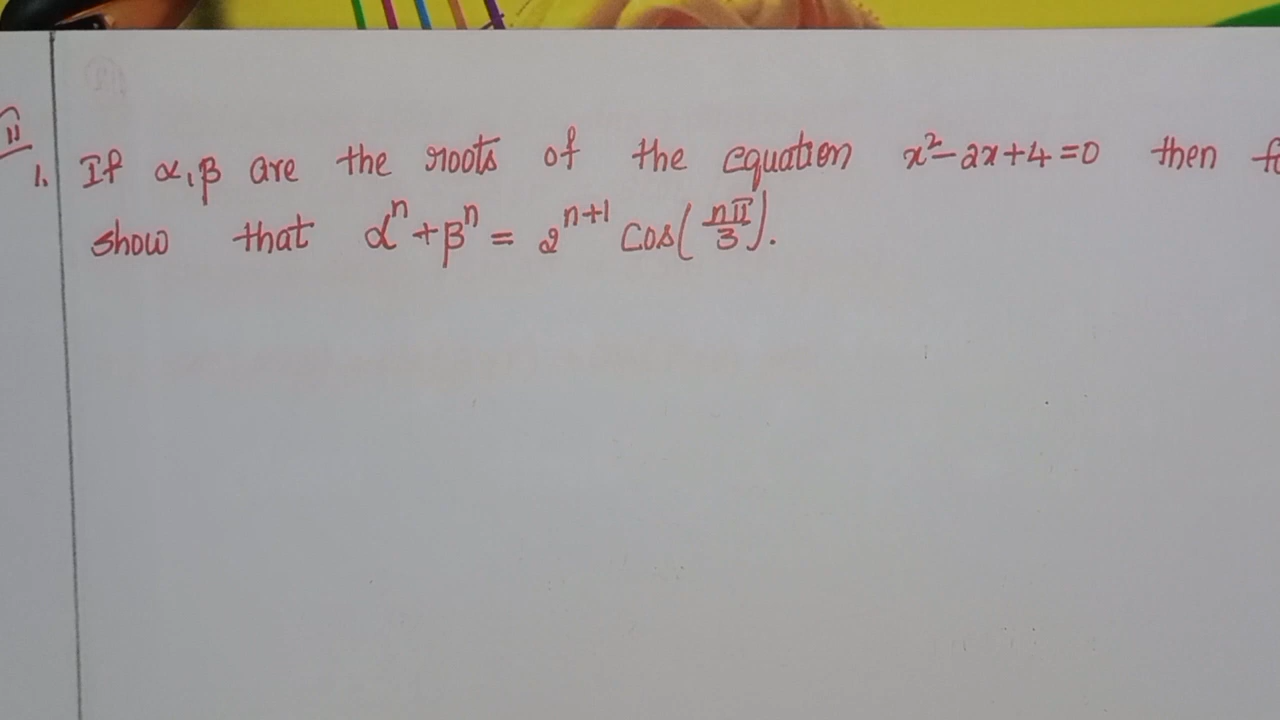 II
1. If α, β are the roots of the equation x²-2x+4=0 then
show that αⁿ+βⁿ = 2ⁿ⁺¹ cos(nπ/3).